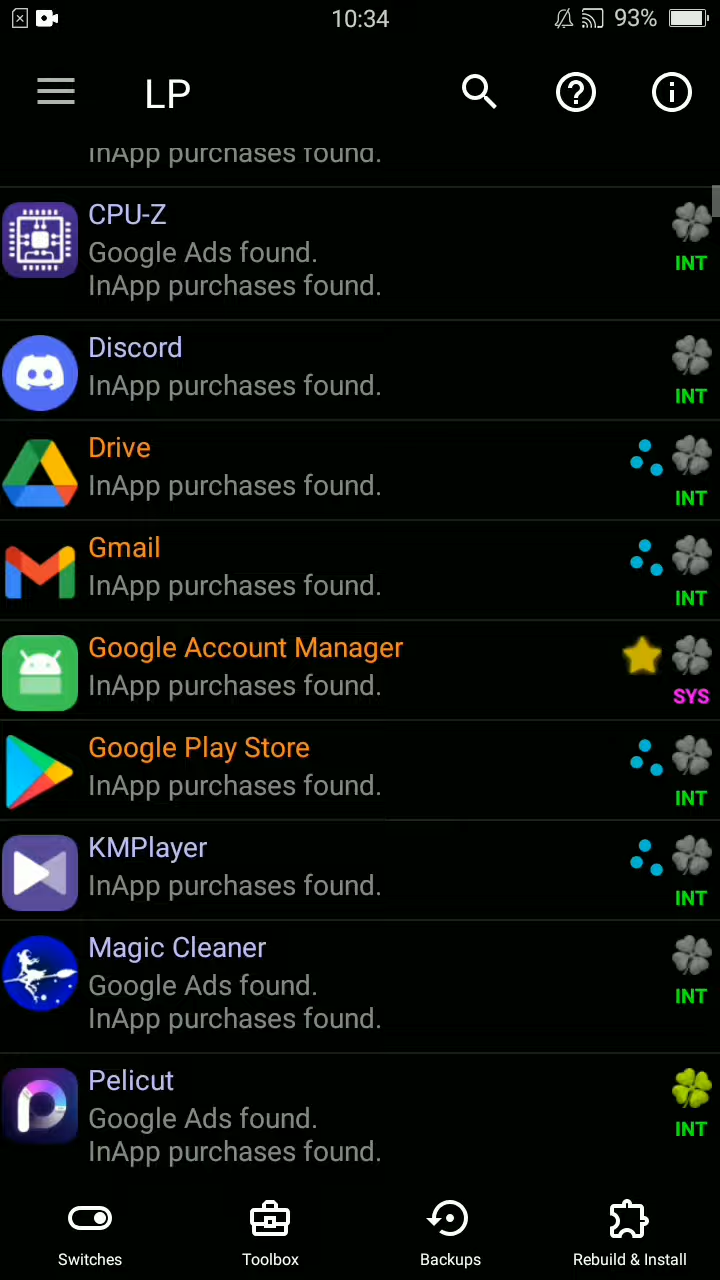 10:34
93%
LP
InApp purchases found.
CPU-Z
Google Ads found.
InApp purchases found.
INT
Discord
InApp purchases found.
INT
Drive
InApp purchases found.
INT
Gmail
InApp purchases found.
INT
Google Account Manager
InApp purchases found.
SYS
Google Play Store
InApp purchases found.
INT
KMPlayer
InApp purchases found.
INT
Magic Cleaner
Google Ads found.
InApp purchases found.
INT
Pelicut
Google Ads found.
InApp purchases found.
INT
Switches
Toolbox
Backups
Rebuild & Install